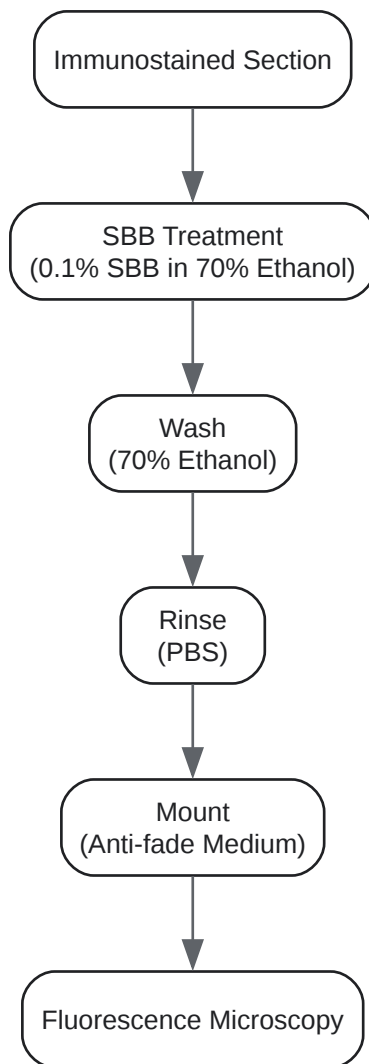 Immunostained Section
SBB Treatment
(0.1% SBB in 70% Ethanol)
Wash
(70% Ethanol)
Rinse
(PBS)
Mount
(Anti-fade Medium)
Fluorescence Microscopy